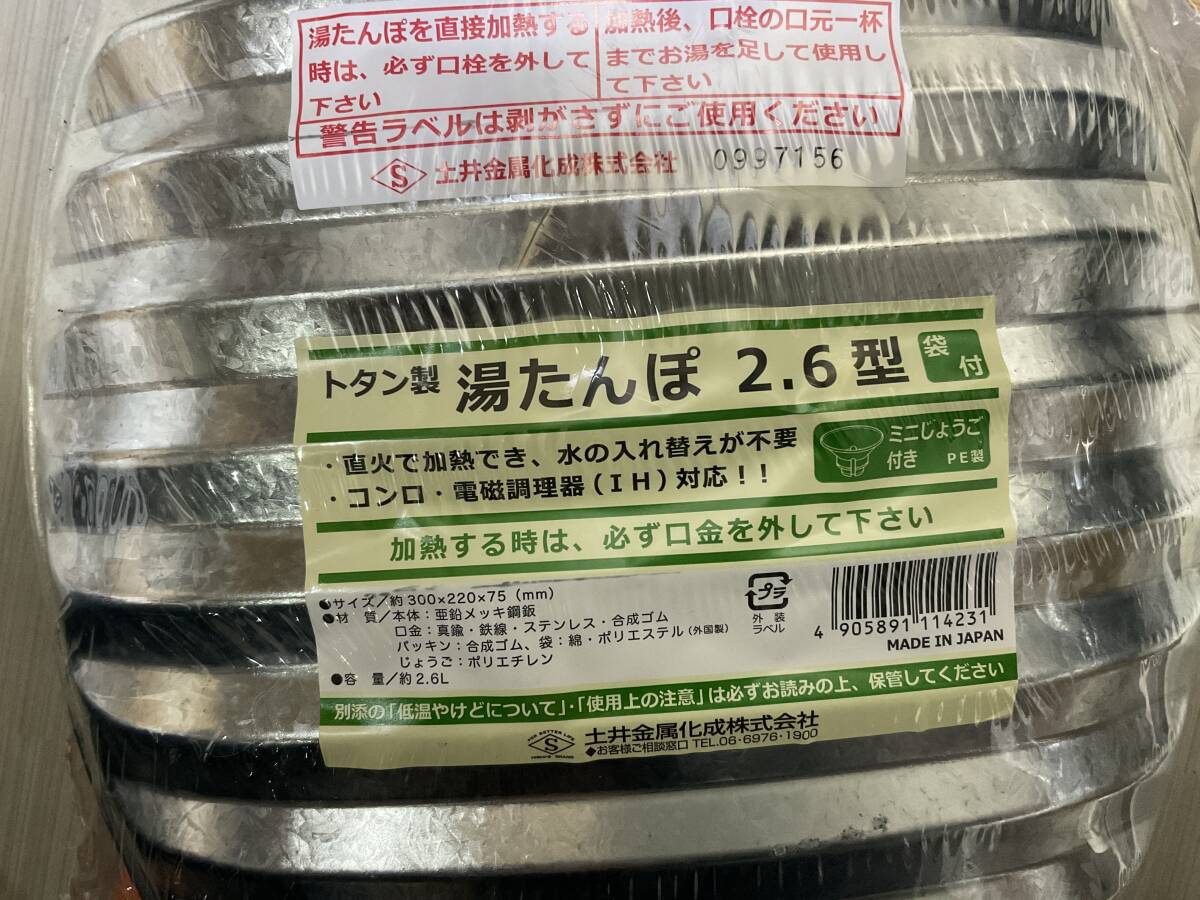 湯たんぽを直接加熱する
時は、必ず口栓を外して
下さい
加熱後、口栓の口元一杯
までお湯を足して使用し
て下さい
警告ラベルは剥がさずにご使用ください
S 土井金属化成株式会社 0997156
トタン製 湯たんぽ 2.6型 袋付
・直火で加熱でき、水の入れ替えが不要
・コンロ・電磁調理器(IH)対応!!
ミニじょうご
付き PE製
加熱する時は、必ず口金を外して下さい
●サイズ/約300×220×75(mm)
●材 質/本体:亜鉛メッキ鋼鈑
口金:真鍮・鉄線・ステンレス・合成ゴム
パッキン:合成ゴム、袋:綿・ポリエステル(外国製)
じょうご:ポリエチレン
●容 量/約2.6L
プラ
外装
ラベル
4 905891 114231
MADE IN JAPAN
別添の「低温やけどについて」・「使用上の注意」は必ずお読みの上、保管してください
FOR BETTER LIFE
S
土井金属化成株式会社
◆お客様ご相談窓口 TEL.06・6976・1900